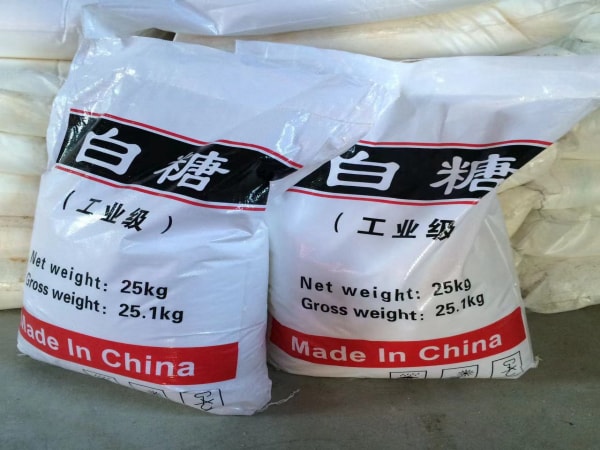 白糖
（工业级）
Net weight: 25kg
Gross weight: 25.1kg
Made In China
白糖
（工业级
Net weight: 25kg
Gross weight: 25.1kg
Made In China